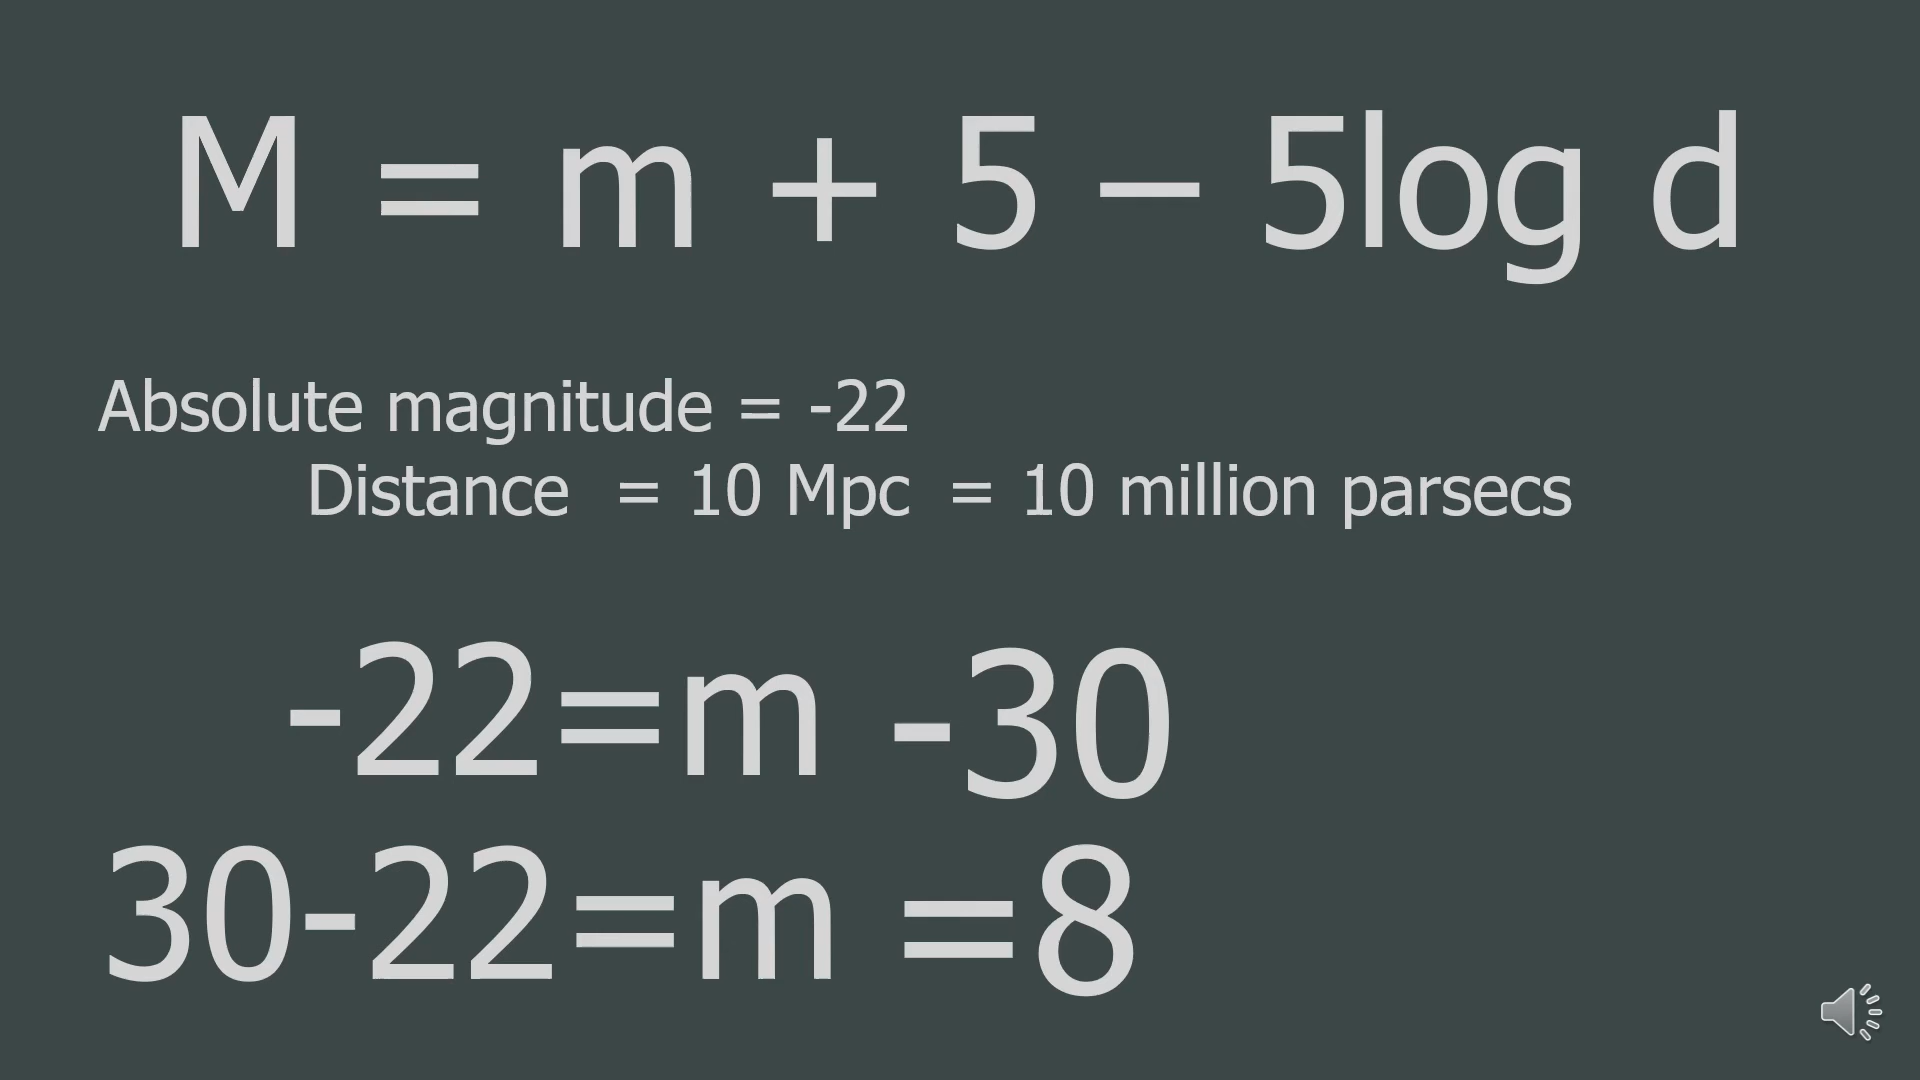 M = m + 5 – 5log d
Absolute magnitude = -22
Distance = 10 Mpc = 10 million parsecs
-22=m -30
30-22=m =8